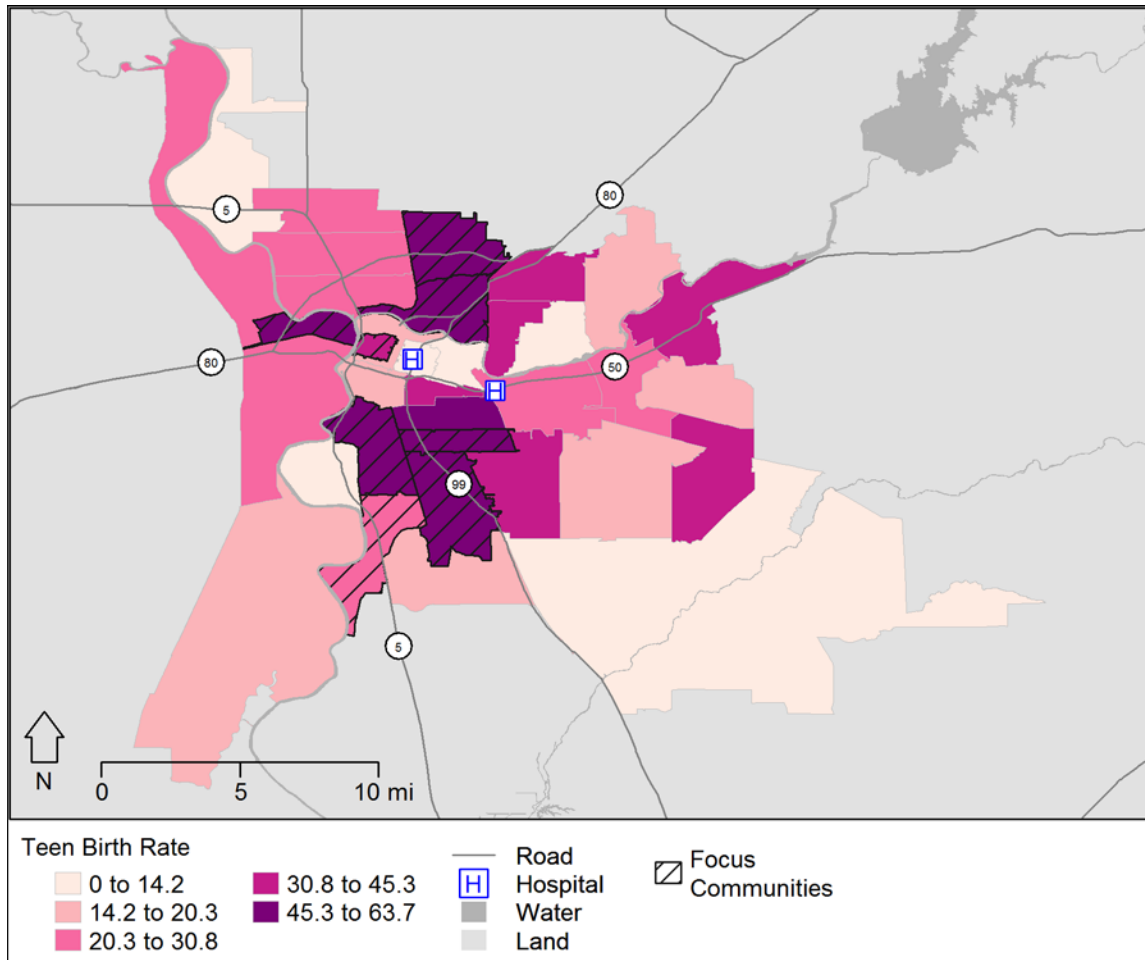 80
5
80
50
H
H
99
5
N
0 5 10 mi
Teen Birth Rate
0 to 14.2
14.2 to 20.3
20.3 to 30.8
30.8 to 45.3
45.3 to 63.7
Road
H Hospital
Water
Land
Focus
Communities